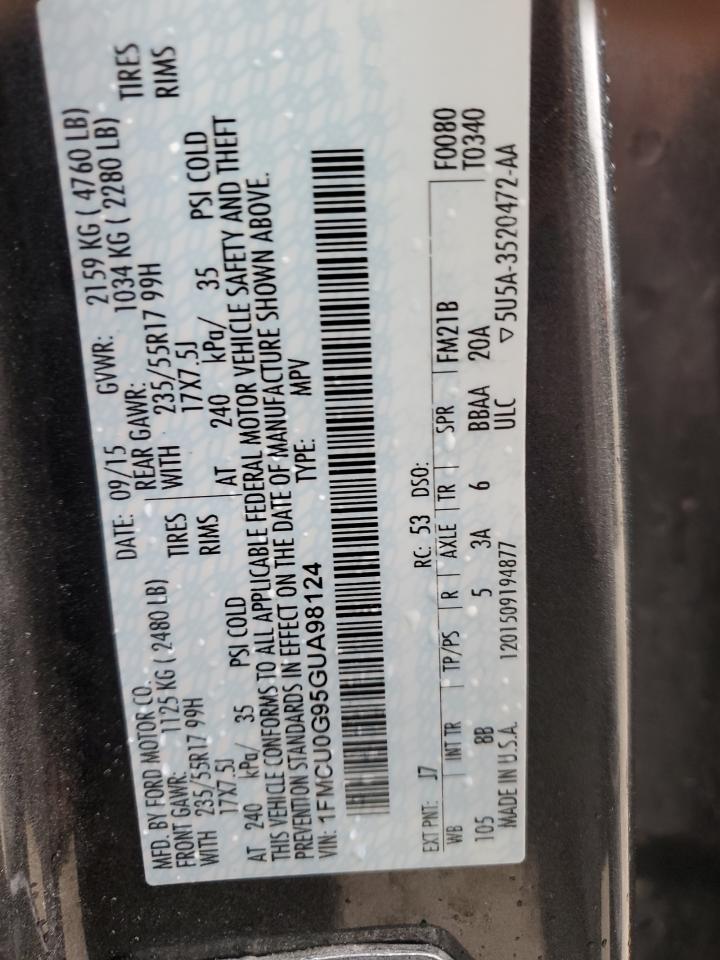 MFD. BY FORD MOTOR CO.
DATE: 09/15 GVWR: 2159 KG ( 4760 LB)
FRONT GAWR: 1125 KG ( 2480 LB) REAR GAWR: 1034 KG ( 2280 LB)
WITH 235/55R17 99H TIRES WITH 235/55R17 99H TIRES
17X7.5J RIMS 17X7.5J RIMS
AT 240 kPa/ 35 PSI COLD AT 240 kPa/ 35 PSI COLD
THIS VEHICLE CONFORMS TO ALL APPLICABLE FEDERAL MOTOR VEHICLE SAFETY AND THEFT
PREVENTION STANDARDS IN EFFECT ON THE DATE OF MANUFACTURE SHOWN ABOVE.
VIN: 1FMCU0G95GUA98124 TYPE: MPV
EXT PNT: J7 RC: 53 DSO: F0080
WB INT TR TP/PS R AXLE TR SPR FM21B T0340
105 8B 5 3A 6 BBAA 20A
MADE IN U.S.A. 1201509194877 ULC ▽5U5A-3520472-AA